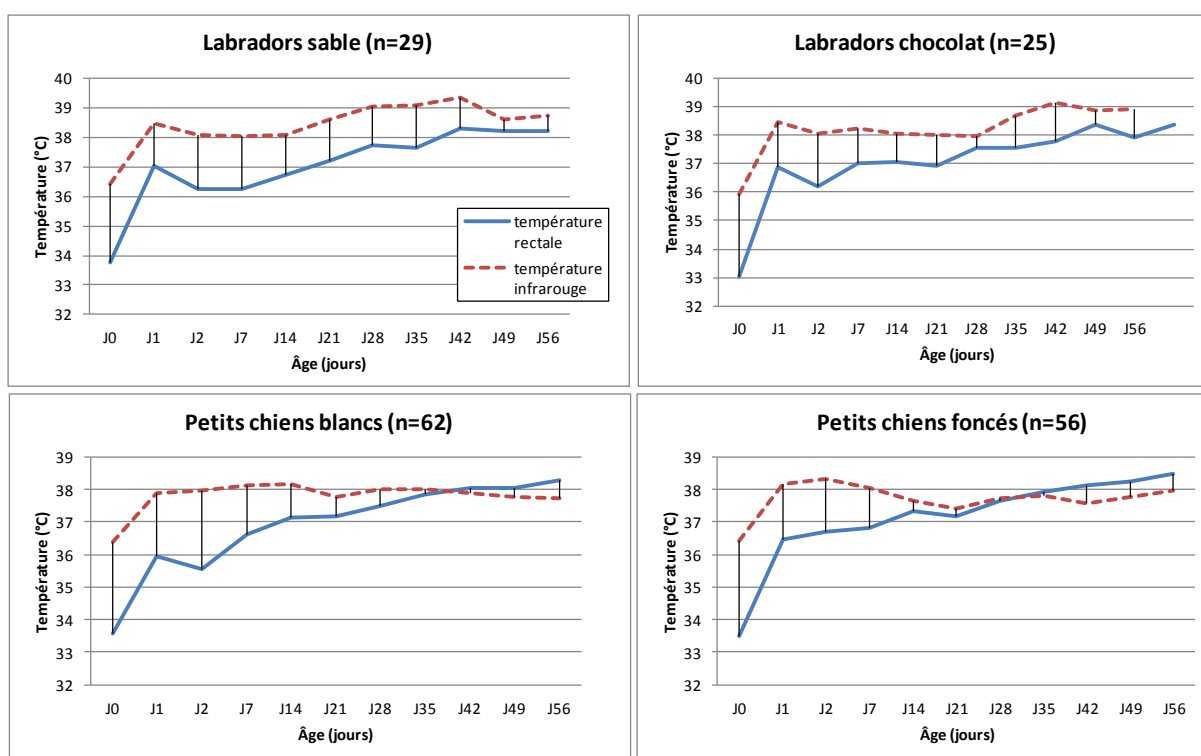 Labradors sable (n=29)
Température (°C)
40
39
38
37
36
35
34
33
32
température
rectale
température
infrarouge
J0 J1 J2 J7 J14 J21 J28 J35 J42 J49 J56
Âge (jours)
Labradors chocolat (n=25)
Température (°C)
40
39
38
37
36
35
34
33
32
J0 J1 J2 J7 J14 J21 J28 J35 J42 J49 J56
Âge (jours)
Petits chiens blancs (n=62)
Température (°C)
39
38
37
36
35
34
33
32
J0 J1 J2 J7 J14 J21 J28 J35 J42 J49 J56
Âge (jours)
Petits chiens foncés (n=56)
Température (°C)
39
38
37
36
35
34
33
32
J0 J1 J2 J7 J14 J21 J28 J35 J42 J49 J56
Âge (jours)